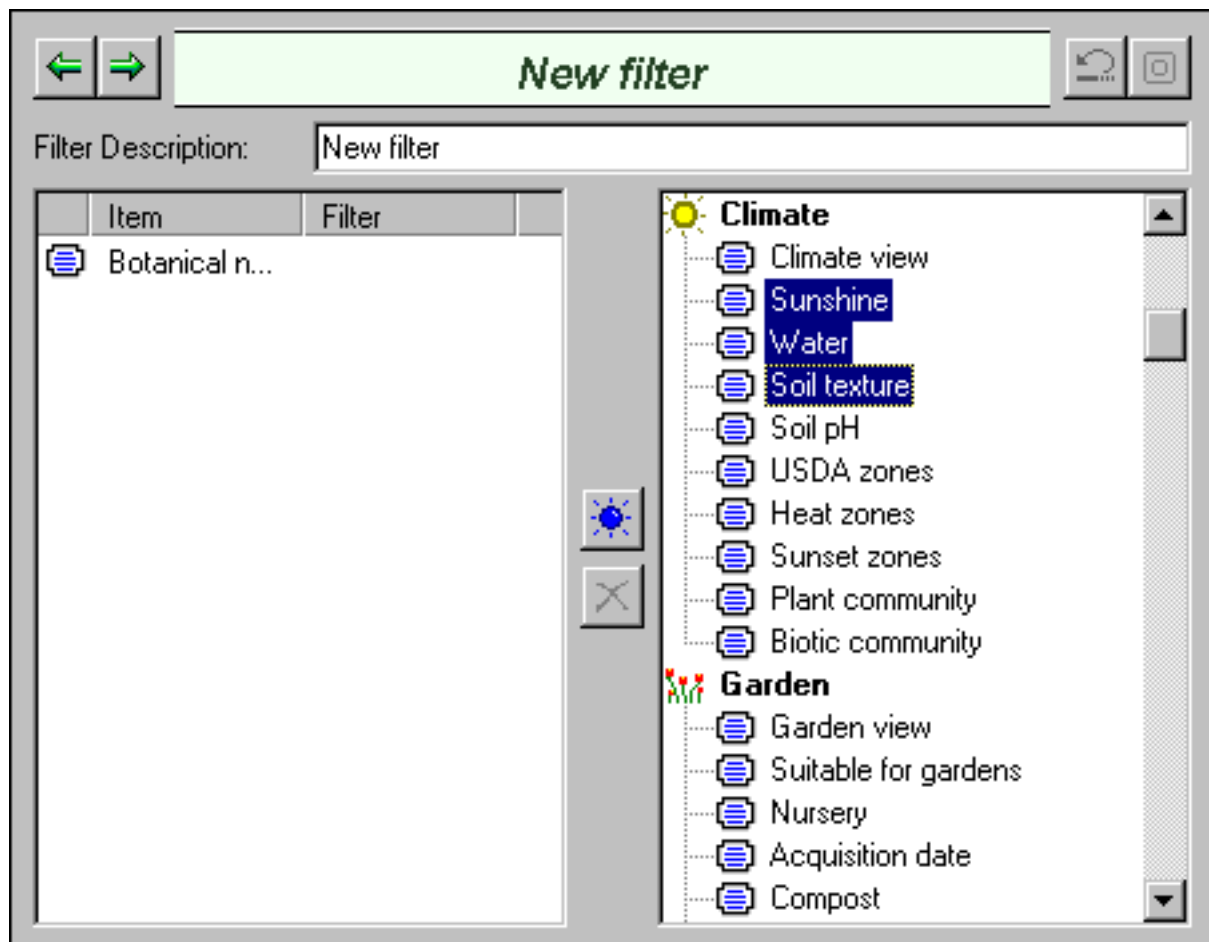 New filter
Filter Description: New filter
Item Filter
Botanical n...
Climate
Climate view
Sunshine
Water
Soil texture
Soil pH
USDA zones
Heat zones
Sunset zones
Plant community
Biotic community
Garden
Garden view
Suitable for gardens
Nursery
Acquisition date
Compost